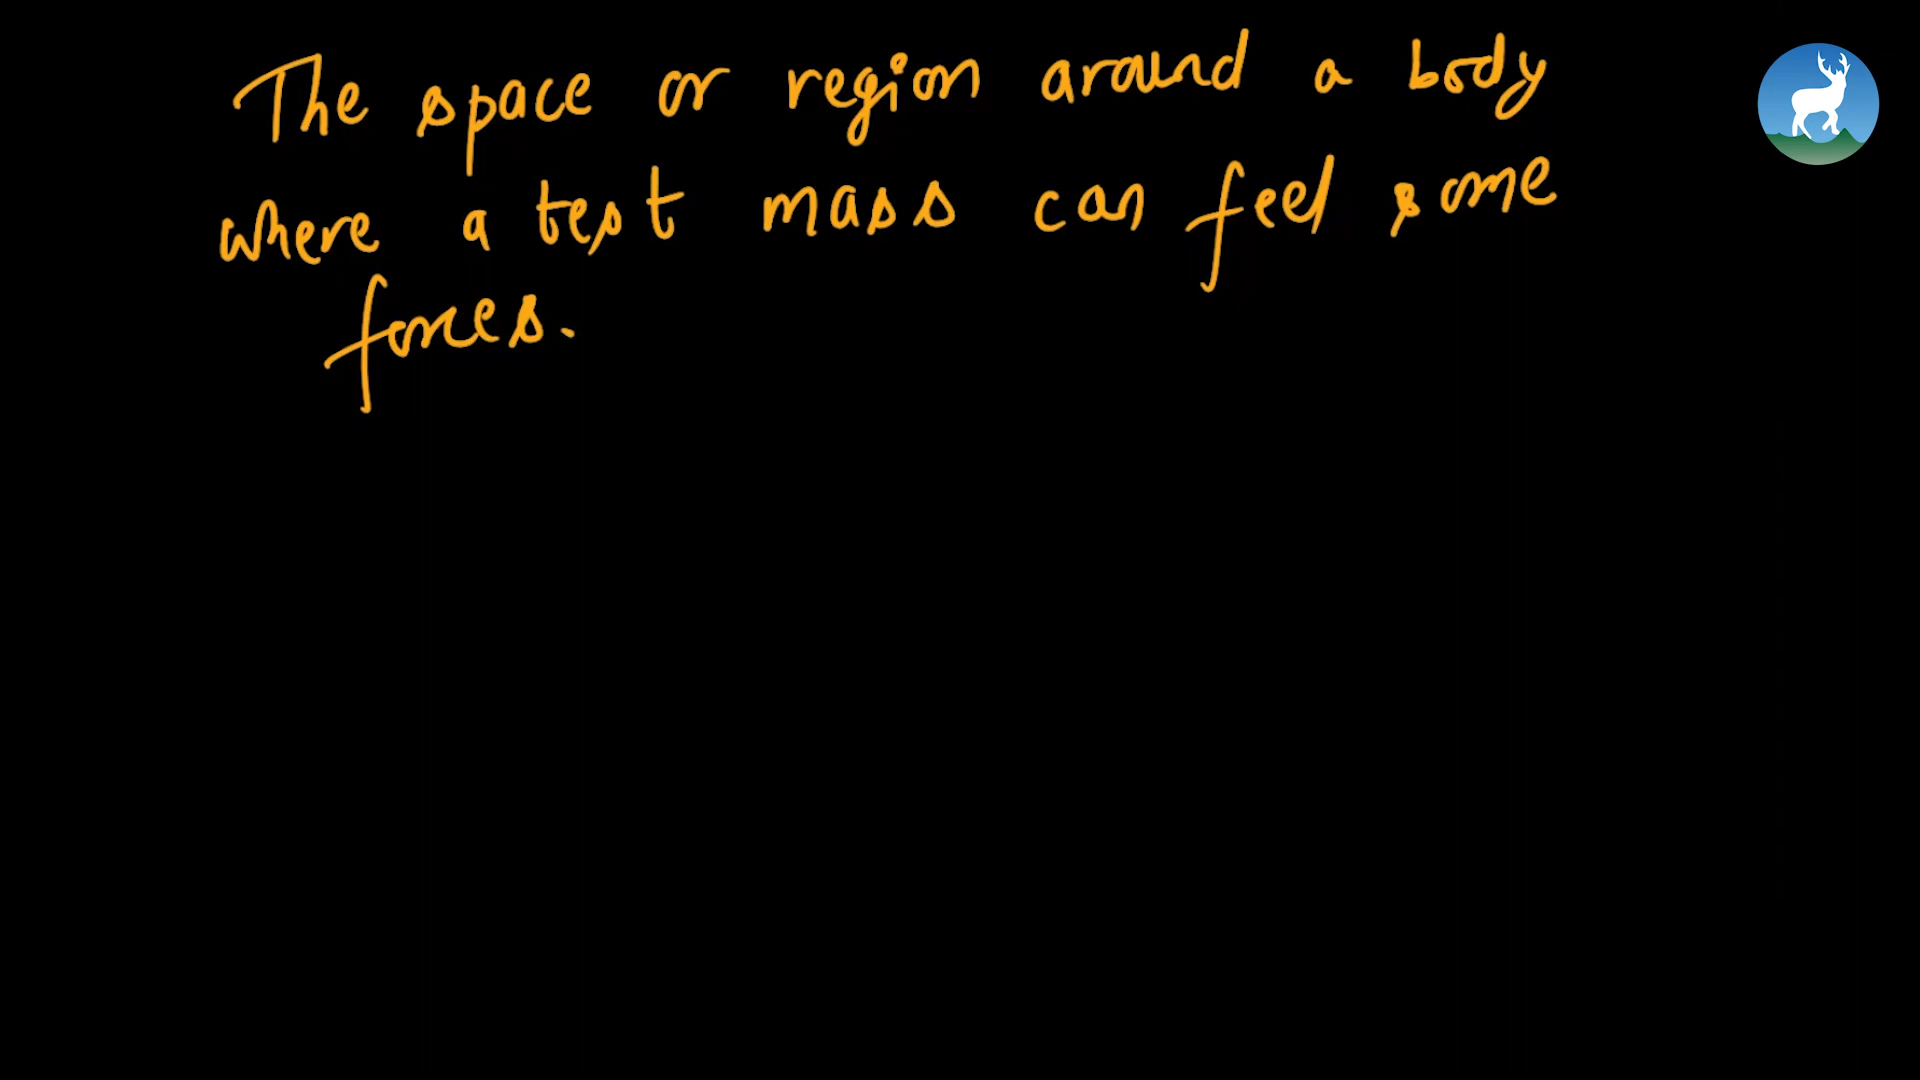 The space or region around a body
where a test mass can feel some
forces.